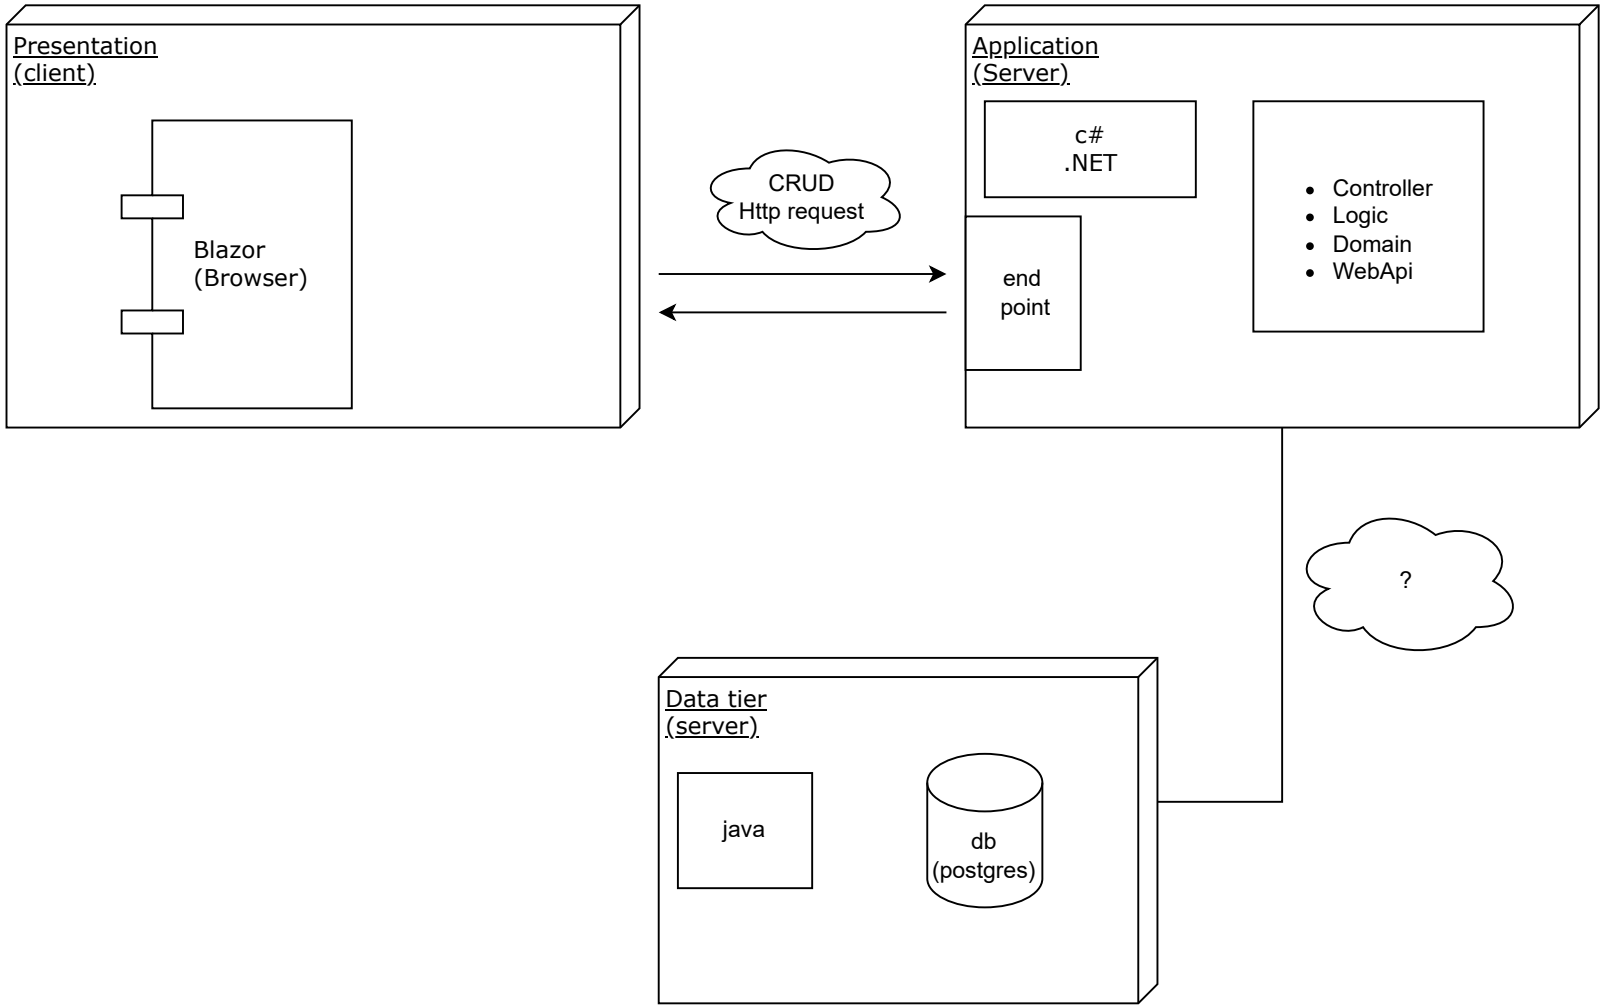 Presentation
(client)
Blazor
(Browser)
CRUD
Http request
Application
(Server)
c#
.NET
end
point
• Controller
• Logic
• Domain
• WebApi
?
Data tier
(server)
java
db
(postgres)